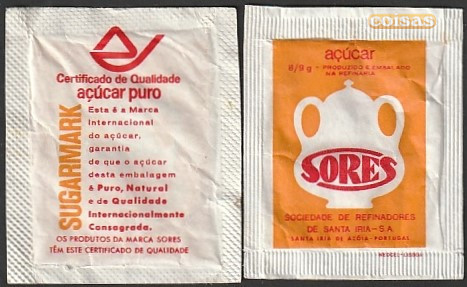 Certificado de Qualidade
açúcar puro
SUGARMARK
Esta é a Marca
Internacional
do açúcar,
garantia
de que o açúcar
desta embalagem
é Puro, Natural
e de Qualidade
Internacionalmente
Consagrada.
OS PRODUTOS DA MARCA SORES
TÊM ESTE CERTIFICADO DE QUALIDADE
coisas
açúcar
8/9 g - PRODUZIDO E EMBALADO
NA REFINARIA
SORES
SOCIEDADE DE REFINADORES
DE SANTA IRIA-S.A.
SANTA IRIA DE AZÓIA-PORTUGAL